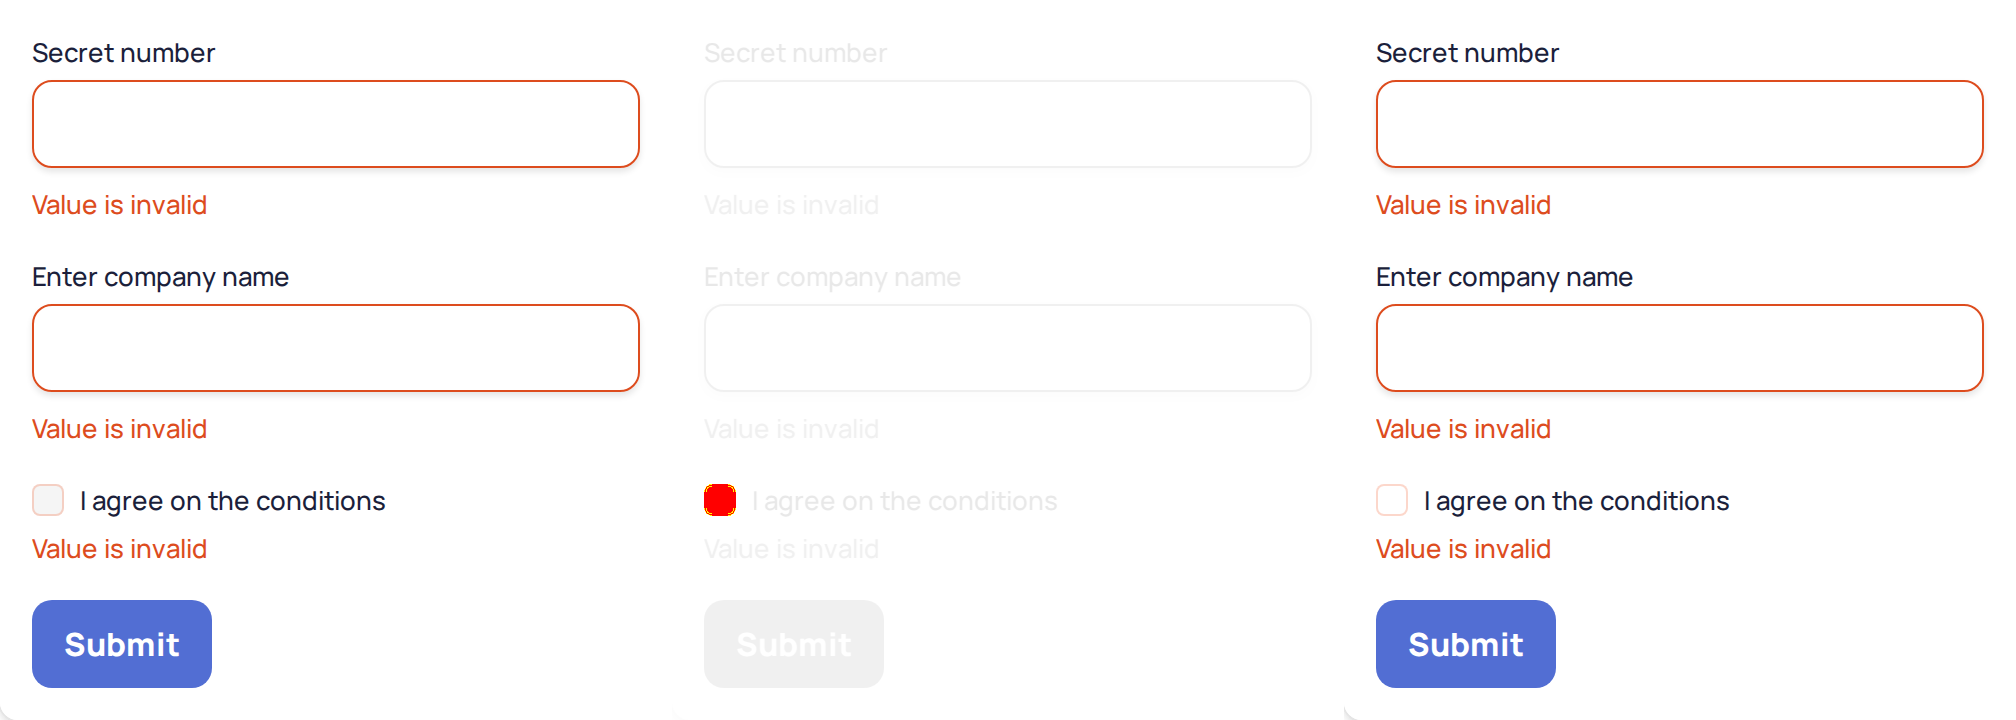 Secret number
Value is invalid
Enter company name
Value is invalid
I agree on the conditions
Value is invalid
Submit
Secret number
Value is invalid
Enter company name
Value is invalid
I agree on the conditions
Value is invalid
Submit
Secret number
Value is invalid
Enter company name
Value is invalid
I agree on the conditions
Value is invalid
Submit